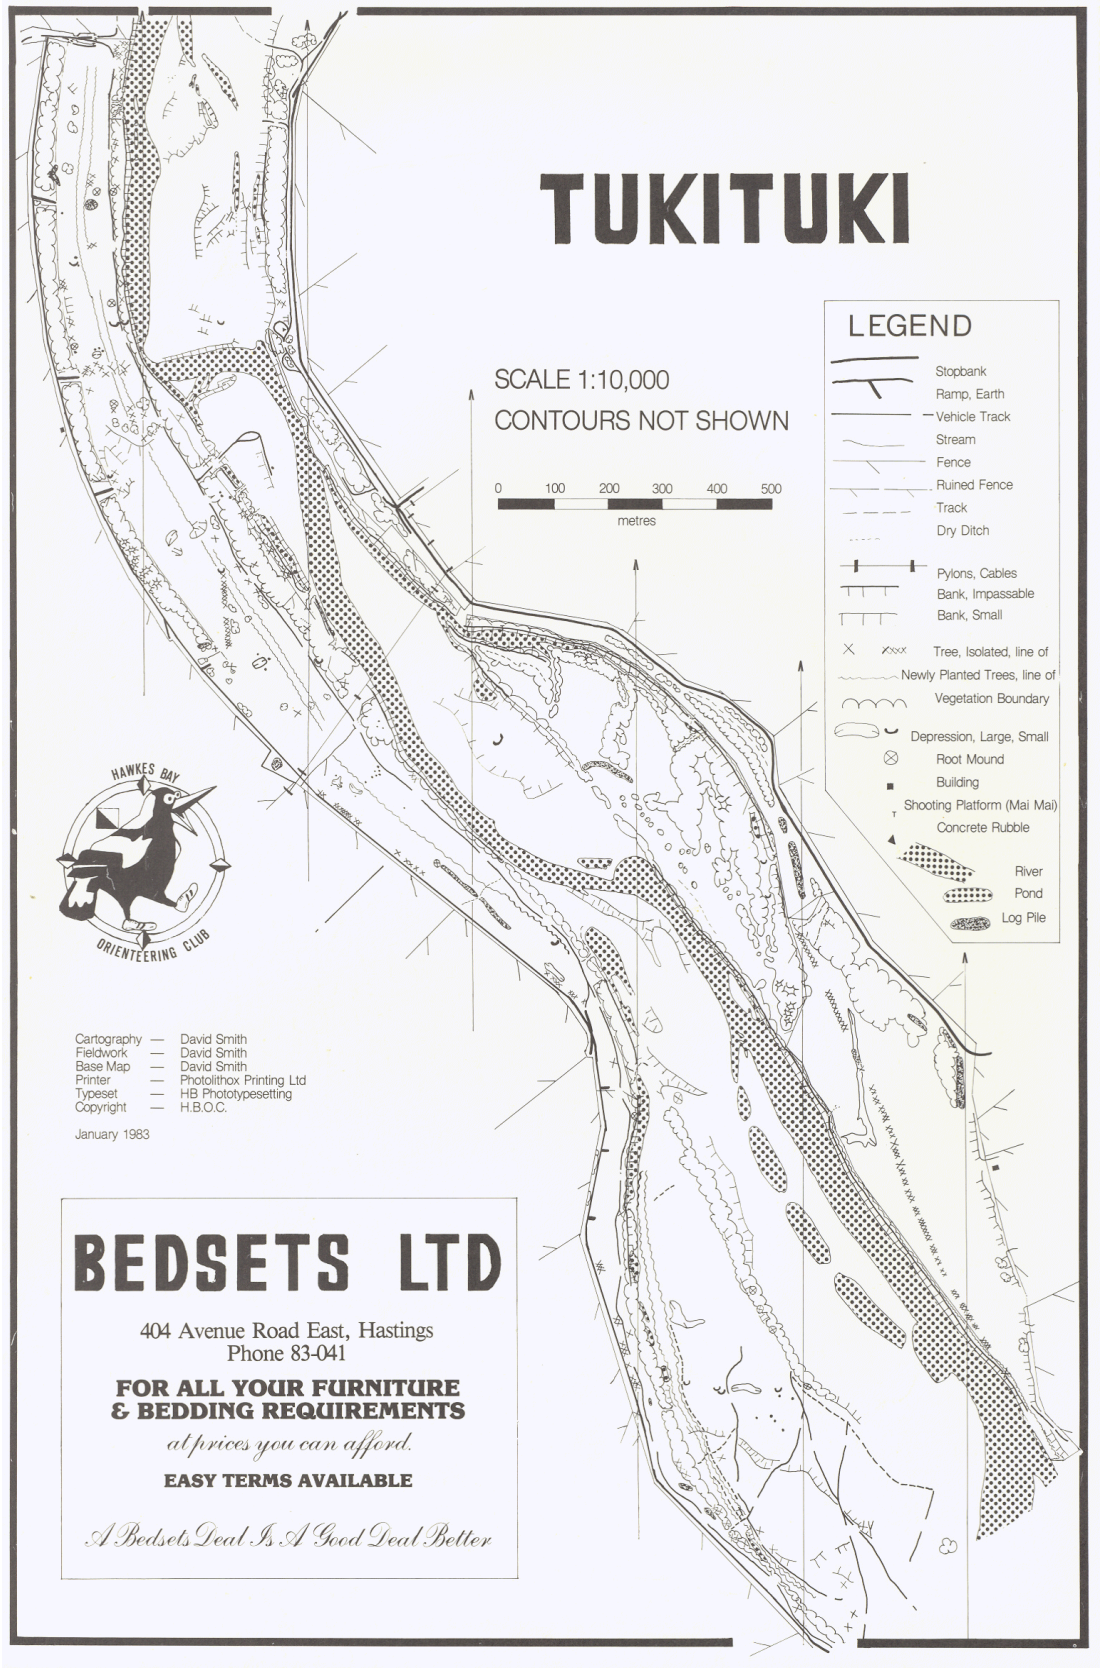 TUKITUKI
SCALE 1:10,000
CONTOURS NOT SHOWN
0 100 200 300 400 500
metres
LEGEND
Stopbank
Ramp, Earth
Vehicle Track
Stream
Fence
Ruined Fence
Track
Dry Ditch
Pylons, Cables
Bank, Impassable
Bank, Small
Tree, Isolated, line of
Newly Planted Trees, line of
Vegetation Boundary
Depression, Large, Small
Root Mound
Building
Shooting Platform (Mai Mai)
Concrete Rubble
River
Pond
Log Pile
HAWKES BAY
ORIENTEERING CLUB
Cartography — David Smith
Fieldwork — David Smith
Base Map — David Smith
Printer — Photolithox Printing Ltd
Typeset — HB Phototypesetting
Copyright — H.B.O.C.
January 1983
BEDSETS LTD
404 Avenue Road East, Hastings
Phone 83-041
FOR ALL YOUR FURNITURE
& BEDDING REQUIREMENTS
at prices you can afford.
EASY TERMS AVAILABLE
A Bedsets Deal Is A Good Deal Better